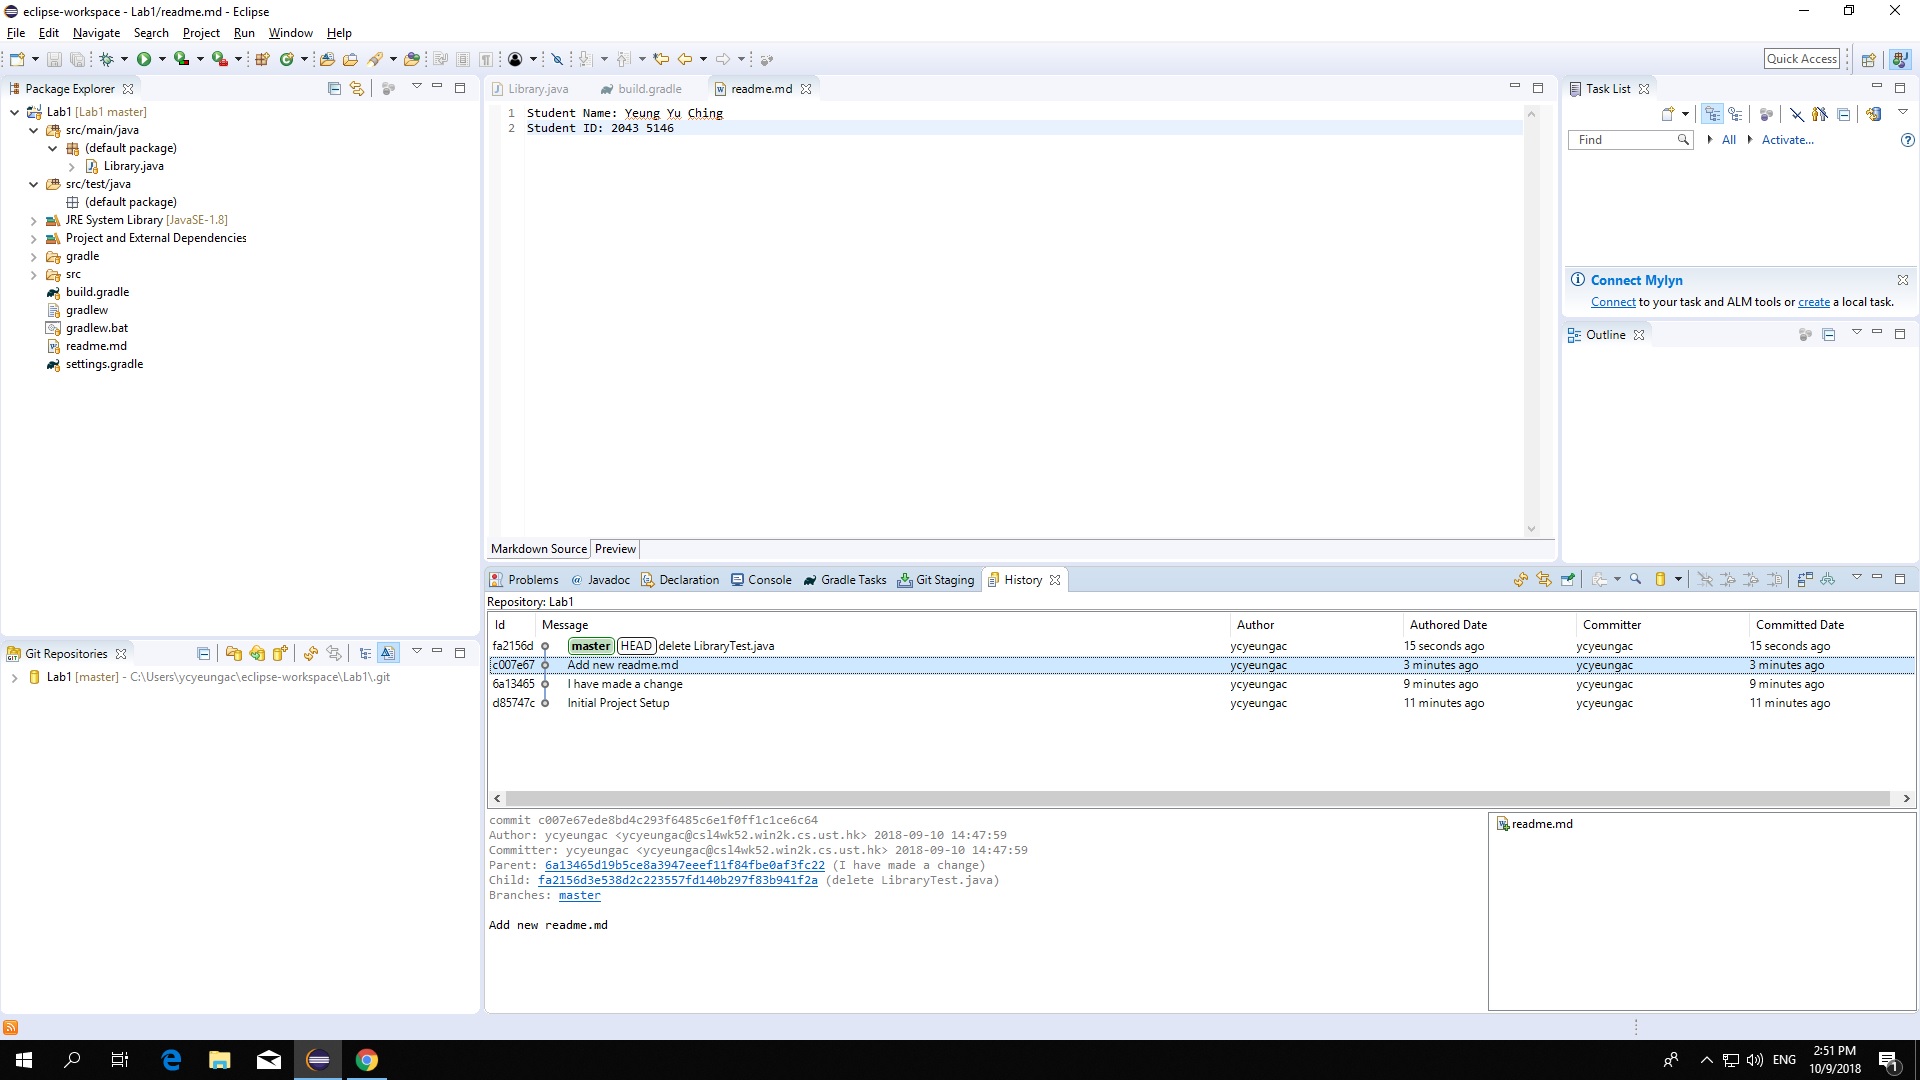 eclipse-workspace - Lab1/readme.md - Eclipse
File Edit Navigate Search Project Run Window Help
Quick Access
Package Explorer
Lab1 [Lab1 master]
src/main/java
(default package)
Library.java
src/test/java
(default package)
JRE System Library [JavaSE-1.8]
Project and External Dependencies
gradle
src
build.gradle
gradlew
gradlew.bat
readme.md
settings.gradle
Git Repositories
Lab1 [master] - C:\Users\ycyeungac\eclipse-workspace\Lab1\.git
Library.java build.gradle readme.md
1 Student Name: Yeung Yu Ching
2 Student ID: 2043 5146
Markdown Source Preview
Task List
Find All Activate...
Connect Mylyn
Connect to your task and ALM tools or create a local task.
Outline
Problems Javadoc Declaration Console Gradle Tasks Git Staging History
Repository: Lab1
Id Message Author Authored Date Committer Committed Date
fa2156d master HEAD delete LibraryTest.java ycyeungac 15 seconds ago ycyeungac 15 seconds ago
c007e67 Add new readme.md ycyeungac 3 minutes ago ycyeungac 3 minutes ago
6a13465 I have made a change ycyeungac 9 minutes ago ycyeungac 9 minutes ago
d85747c Initial Project Setup ycyeungac 11 minutes ago ycyeungac 11 minutes ago
commit c007e67ede8bd4c293f6485c6e1f0ff1c1ce6c64
Author: ycyeungac <ycyeungac@csl4wk52.win2k.cs.ust.hk> 2018-09-10 14:47:59
Committer: ycyeungac <ycyeungac@csl4wk52.win2k.cs.ust.hk> 2018-09-10 14:47:59
Parent: 6a13465d19b5ce8a3947eeef11f84fbe0af3fc22 (I have made a change)
Child: fa2156d3e538d2c223557fd140b297f83b941f2a (delete LibraryTest.java)
Branches: master
Add new readme.md
readme.md
ENG
2:51 PM
10/9/2018
1